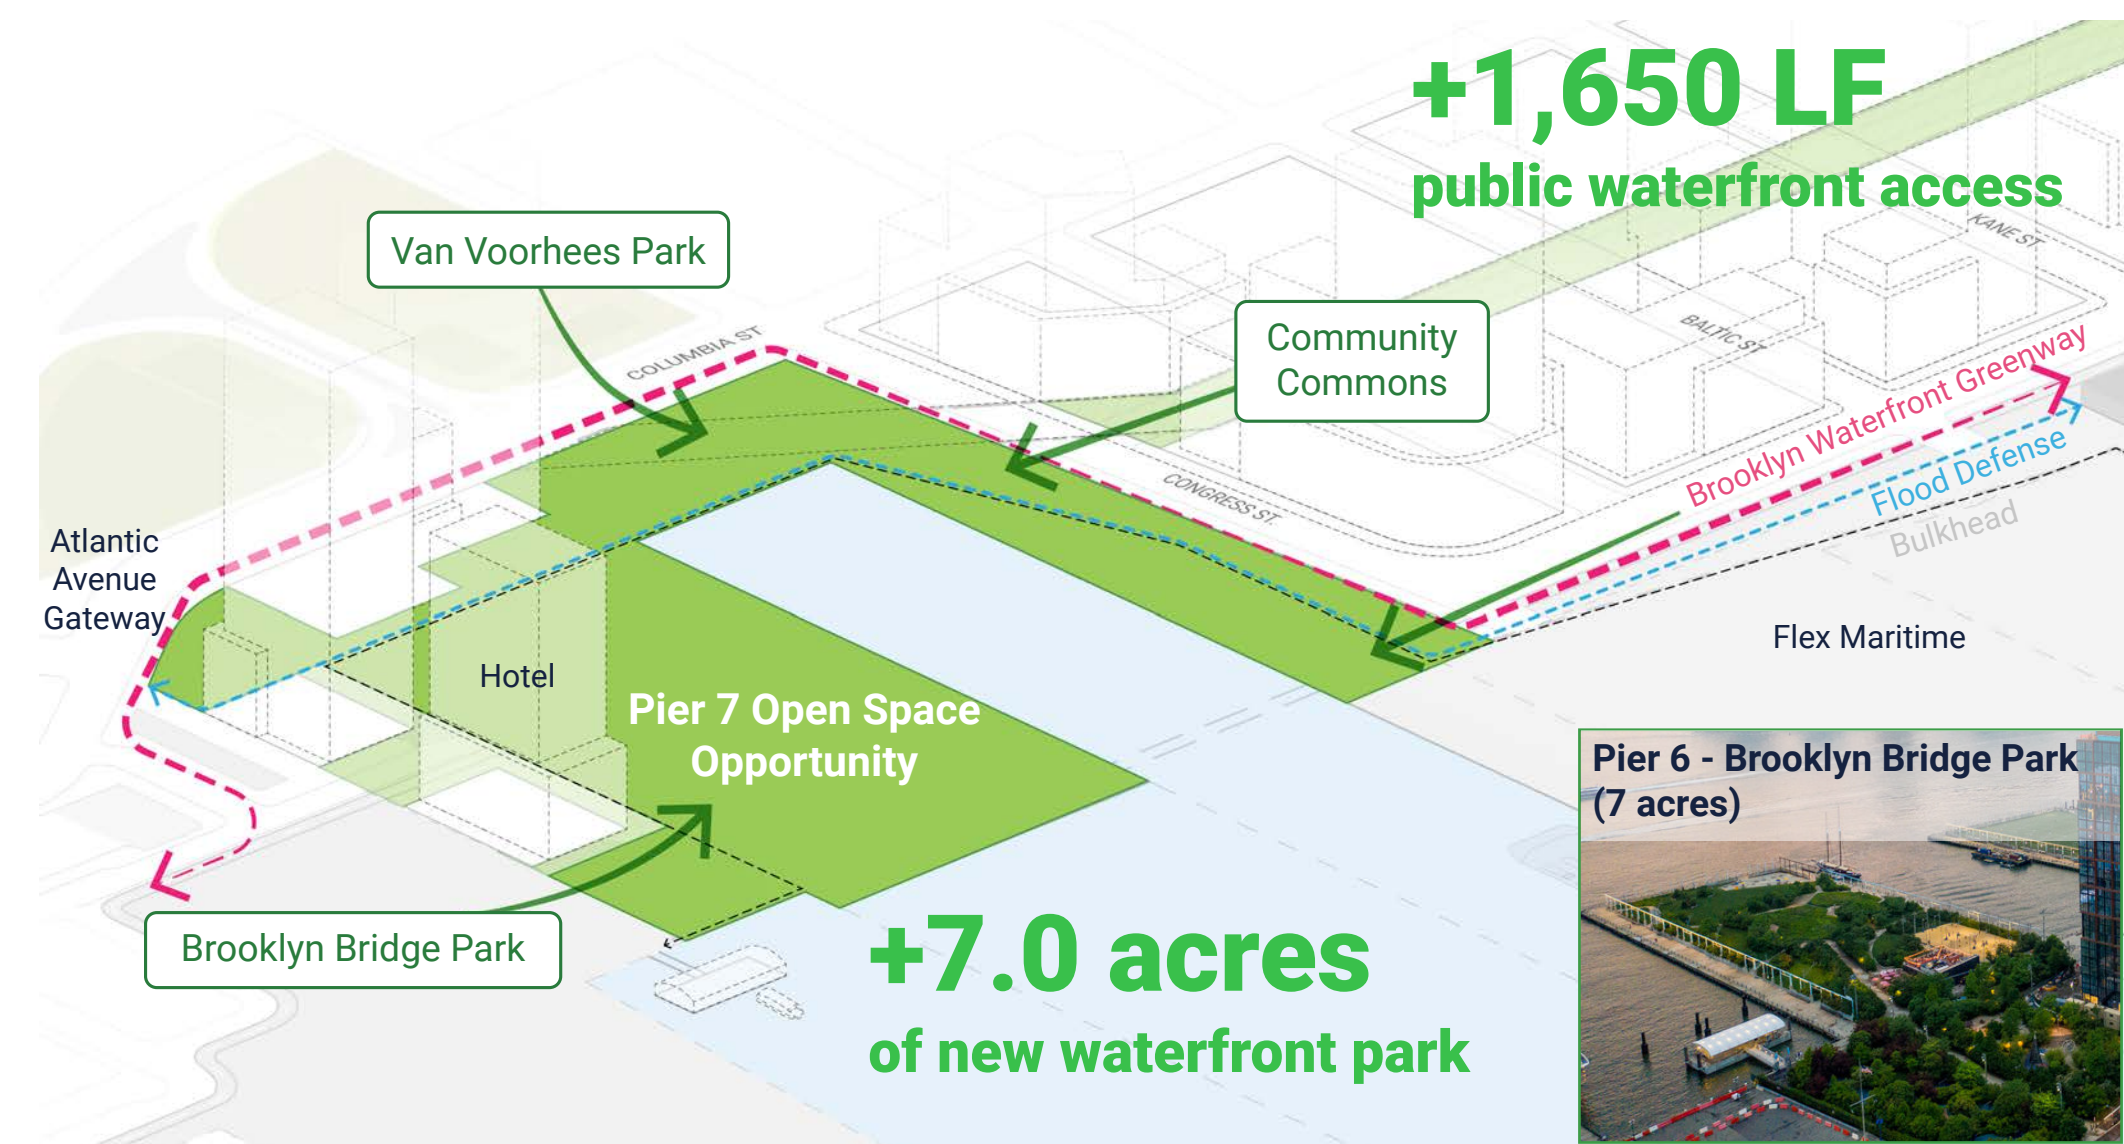 +1,650 LF
public waterfront access
KANE ST
Van Voorhees Park
COLUMBIA ST
Community
Commons
BALTIC ST
Brooklyn Waterfront Greenway
Flood Defense
Bulkhead
CONGRESS ST.
Atlantic
Avenue
Gateway
Hotel
Flex Maritime
Pier 7 Open Space
Opportunity
Pier 6 - Brooklyn Bridge Park
(7 acres)
Brooklyn Bridge Park
+7.0 acres
of new waterfront park